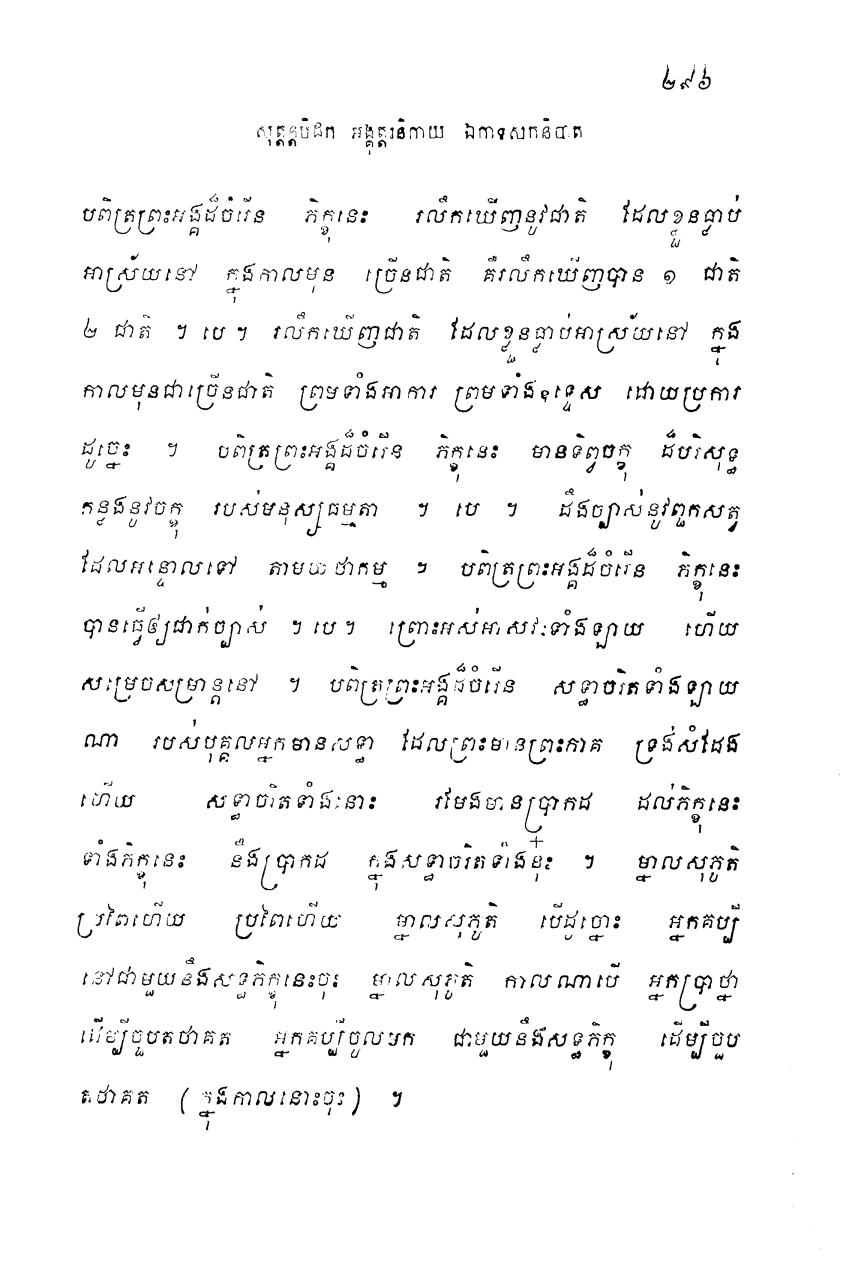 ២៩៦
សុត្តន្តបិដក អង្គុត្តរនិកាយ ឯកាទសកនិបាត
បពិត្រព្រះអង្គដ៏ចំរើន ភិក្ខុនេះ រលឹកឃើញនូវជាតិ ដែលខ្លួនធ្លាប់
អាស្រ័យនៅ ក្នុងកាលមុន ច្រើនជាតិ គឺរលឹកឃើញបាន ១ ជាតិ
២ ជាតិ ។ បេ ។ រលឹកឃើញជាតិ ដែលខ្លួនធ្លាប់អាស្រ័យនៅ ក្នុង
កាលមុនជាច្រើនជាតិ ព្រមទាំងអាការ ព្រមទាំងឧទ្ទេស ដោយប្រការ
ដូច្នេះ ។ បពិត្រព្រះអង្គដ៏ចំរើន ភិក្ខុនេះ មានទិព្វចក្ខុ ដ៏បរិសុទ្ធ
កន្លងនូវចក្ខុ របស់មនុស្សធម្មតា ។ បេ ។ ដឹងច្បាស់នូវពួកសត្វ
ដែលអន្ទោលទៅ តាមយថាកម្ម ។ បពិត្រព្រះអង្គដ៏ចំរើន ភិក្ខុនេះ
បានធ្វើឲ្យជាក់ច្បាស់ ។ បេ ។ ព្រោះអស់អាសវៈទាំងឡាយ ហើយ
សម្រេចសម្រាន្តនៅ ។ បពិត្រព្រះអង្គដ៏ចំរើន សទ្ធាចរិតទាំងឡាយ
ណា របស់បុគ្គលអ្នកមានសទ្ធា ដែលព្រះមានព្រះភាគ ទ្រង់សំដែង
ហើយ សទ្ធាចរិតទាំងនោះ រមែងមានប្រាកដ ដល់ភិក្ខុនេះ
ទាំងភិក្ខុនេះ នឹងប្រាកដ ក្នុងសទ្ធាចរិតទាំងនុ៎ះ ។ ម្នាលសុភូតិ
ប្រពៃហើយ ប្រពៃហើយ ម្នាលសុភូតិ បើដូច្នោះ អ្នកគប្បី
នៅជាមួយនឹងសទ្ធភិក្ខុនេះចុះ ម្នាលសុភូតិ កាលណាបើ អ្នកប្រាថ្នា
ដើម្បីចួបតថាគត អ្នកគប្បីចូលមក ជាមួយនឹងសទ្ធភិក្ខុ ដើម្បីចួប
តថាគត (ក្នុងកាលនោះចុះ) ។